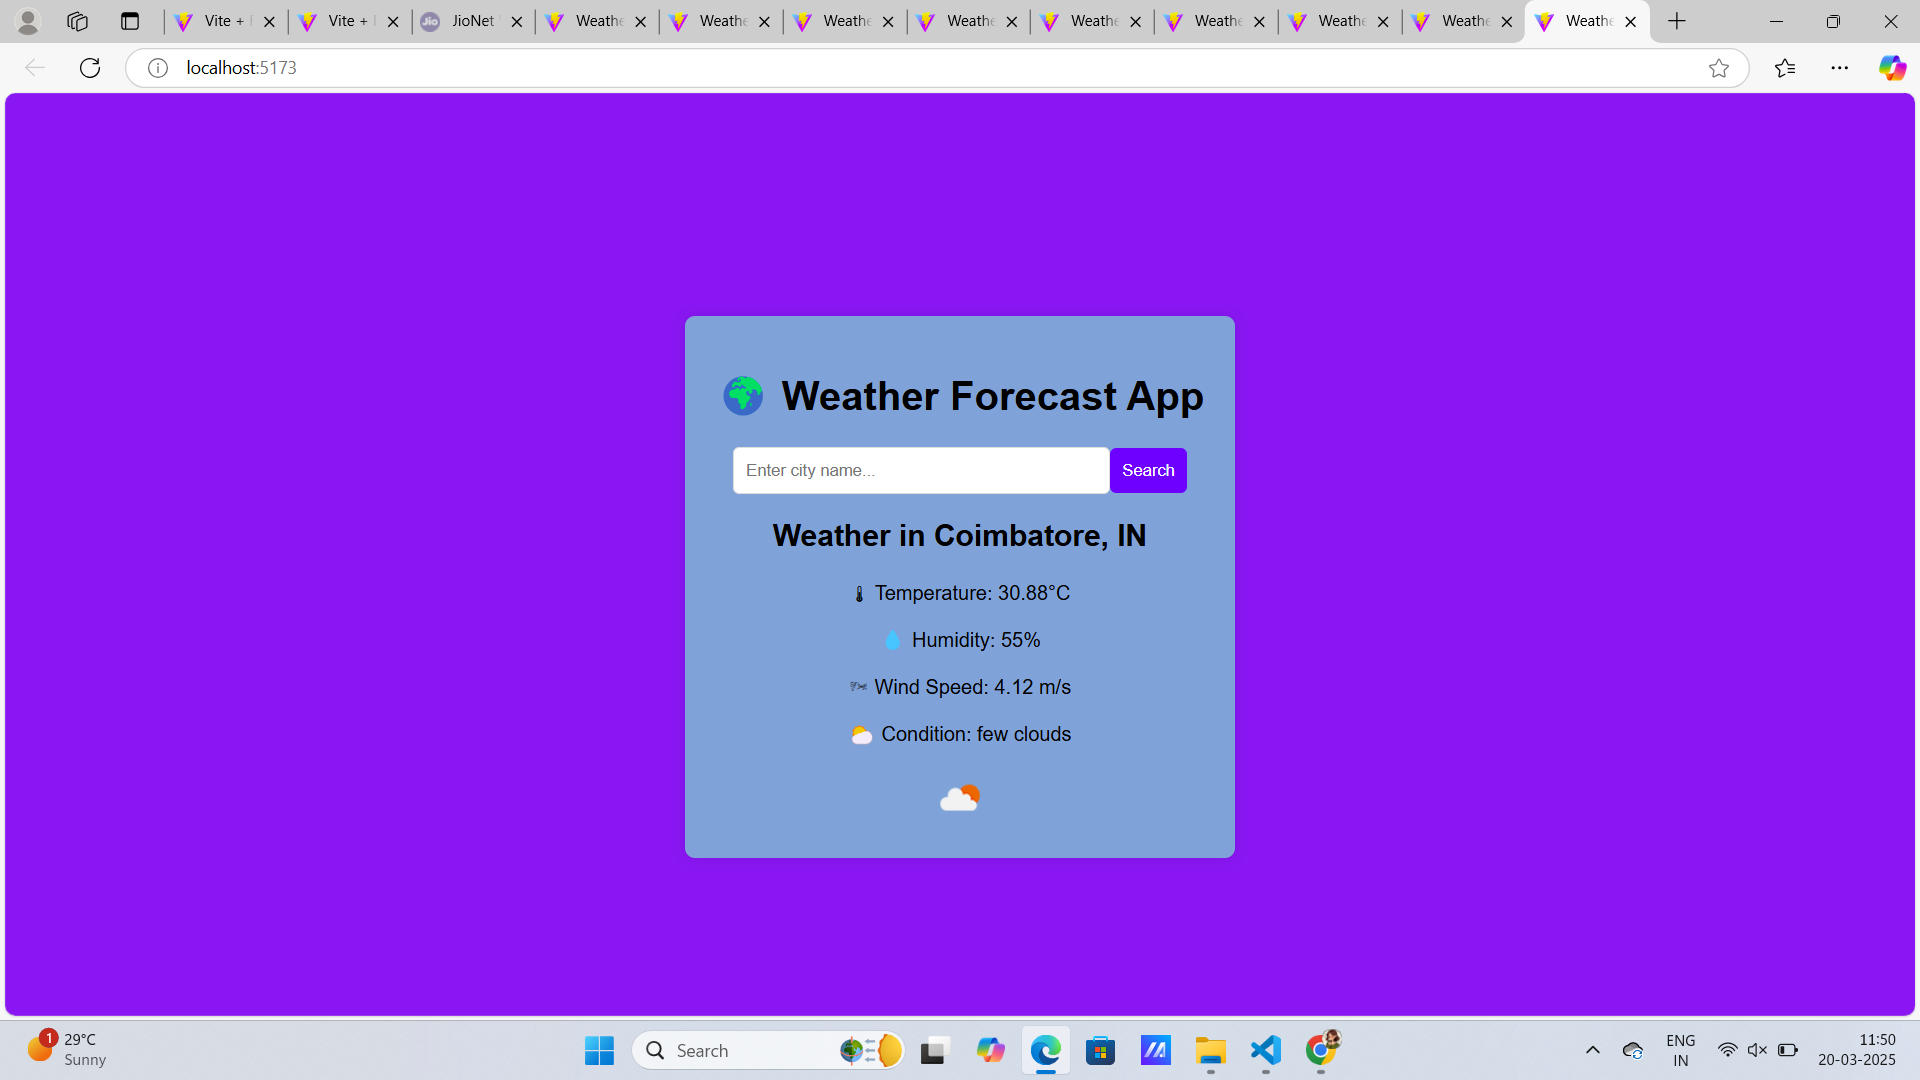 Vite + 
Vite + 
Jio JioNet
Weathe
Weathe
Weathe
Weathe
Weathe
Weathe
Weathe
Weathe
Weathe
localhost:5173
Weather Forecast App
Enter city name... Search
Weather in Coimbatore, IN
🌡 Temperature: 30.88°C
💧 Humidity: 55%
🌬 Wind Speed: 4.12 m/s
🌤 Condition: few clouds
1
29°C
Sunny
Search
ENG
IN
11:50
20-03-2025